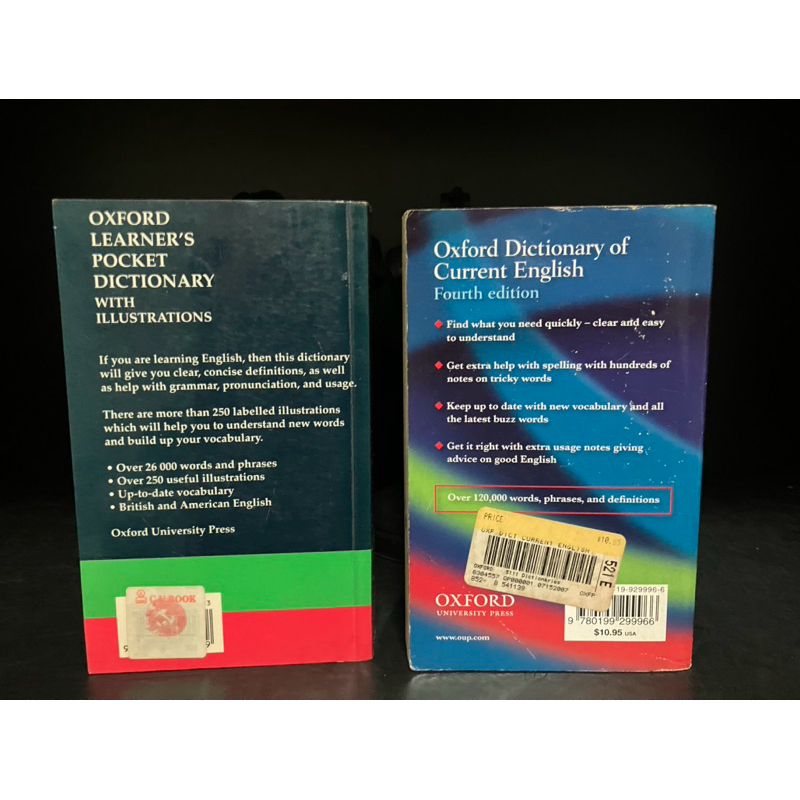 OXFORD
LEARNER'S
POCKET
DICTIONARY
WITH
ILLUSTRATIONS
If you are learning English, then this dictionary
will give you clear, concise definitions, as well
as help with grammar, pronunciation, and usage.
There are more than 250 labelled illustrations
which will help you to understand new words
and build up your vocabulary.
• Over 26 000 words and phrases
• Over 250 useful illustrations
• Up-to-date vocabulary
• British and American English
Oxford University Press
3
9
9
Oxford Dictionary of
Current English
Fourth edition
Find what you need quickly – clear and easy
to understand
Get extra help with spelling with hundreds of
notes on tricky words
Keep up to date with new vocabulary and all
the latest buzz words
Get it right with extra usage notes giving
advice on good English
Over 120,000 words, phrases, and definitions
PRICE
OXF DICT CURRENT ENGLISH
521 E
OXFORD
UNIVERSITY PRESS
www.oup.com
19-929996-6
9 780199 299966
$10.95 USA